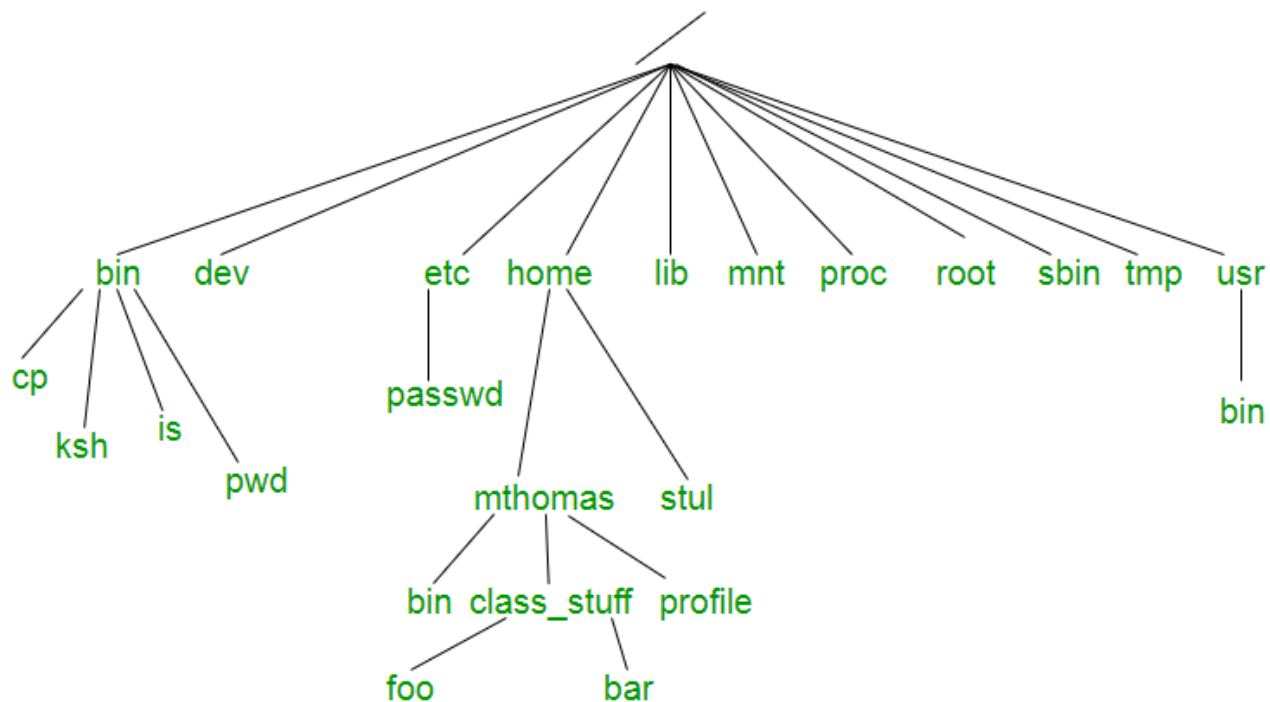 bin dev etc home lib mnt proc root sbin tmp usr
cp passwd bin
ksh is
pwd
mthomas stul
bin class_stuff profile
foo bar